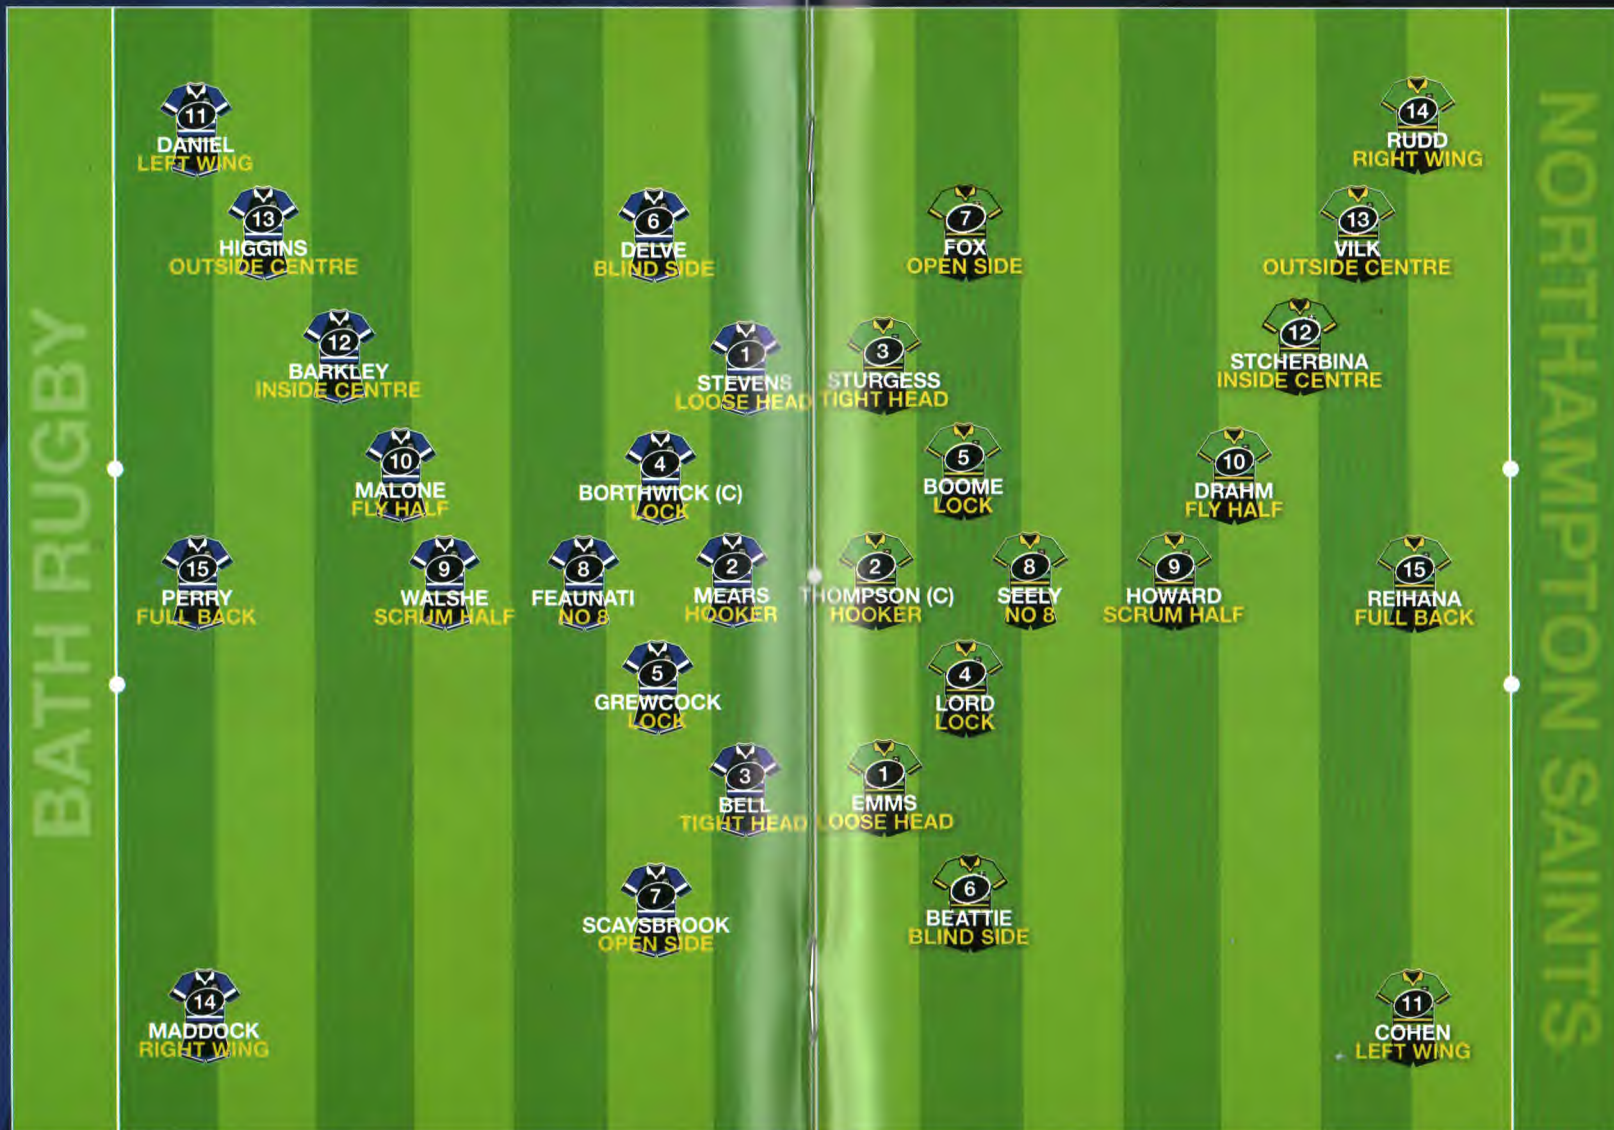 BATH RUGBY
11
DANIEL
LEFT WING
13
HIGGINS
OUTSIDE CENTRE
12
BARKLEY
INSIDE CENTRE
10
MALONE
FLY HALF
15
PERRY
FULL BACK
9
WALSHE
SCRUM HALF
14
MADDOCK
RIGHT WING
6
DELVE
BLIND SIDE
1
STEVENS
LOOSE HEAD
4
BORTHWICK (C)
LOCK
8
FEAUNATI
NO 8
2
MEARS
HOOKER
5
GREWCOCK
LOCK
3
BELL
TIGHT HEAD
7
SCAYSBROOK
OPEN SIDE
7
FOX
OPEN SIDE
3
STURGESS
TIGHT HEAD
5
BOOME
LOCK
2
THOMPSON (C)
HOOKER
8
SEELY
NO 8
4
LORD
LOCK
1
EMMS
LOOSE HEAD
6
BEATTIE
BLIND SIDE
14
RUDD
RIGHT WING
13
VILK
OUTSIDE CENTRE
12
STCHERBINA
INSIDE CENTRE
10
DRAHM
FLY HALF
9
HOWARD
SCRUM HALF
15
REIHANA
FULL BACK
11
COHEN
LEFT WING
NORTHAMPTON SAINTS